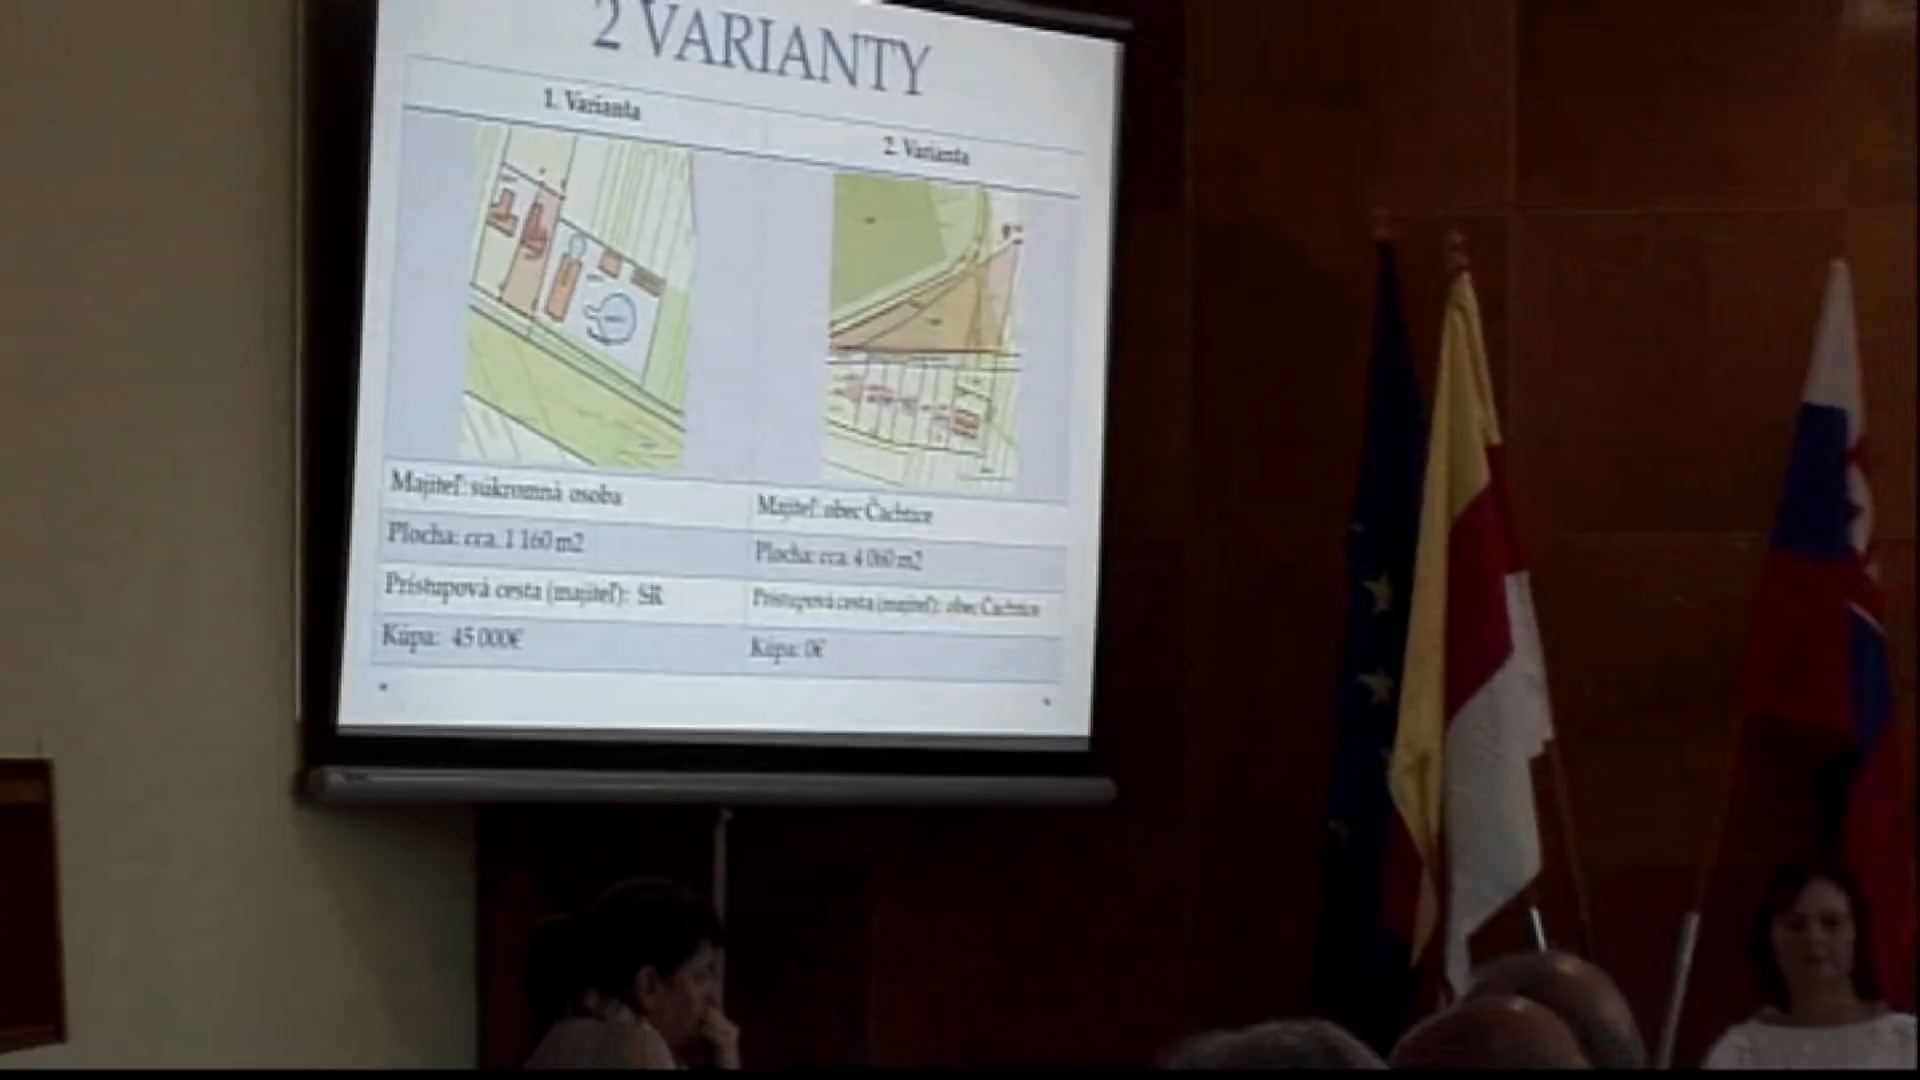 2 VARIANTY
1. Varianta
2. Varianta
Majiteľ: súkromná osoba
Majiteľ: obec Čachtice
Plocha: cca. 1 160 m2
Plocha: cca. 4 060 m2
Prístupová cesta (majiteľ): SR
Prístupová cesta (majiteľ): obec Čachtice
Kúpa: 45 000€
Kúpa: 0€